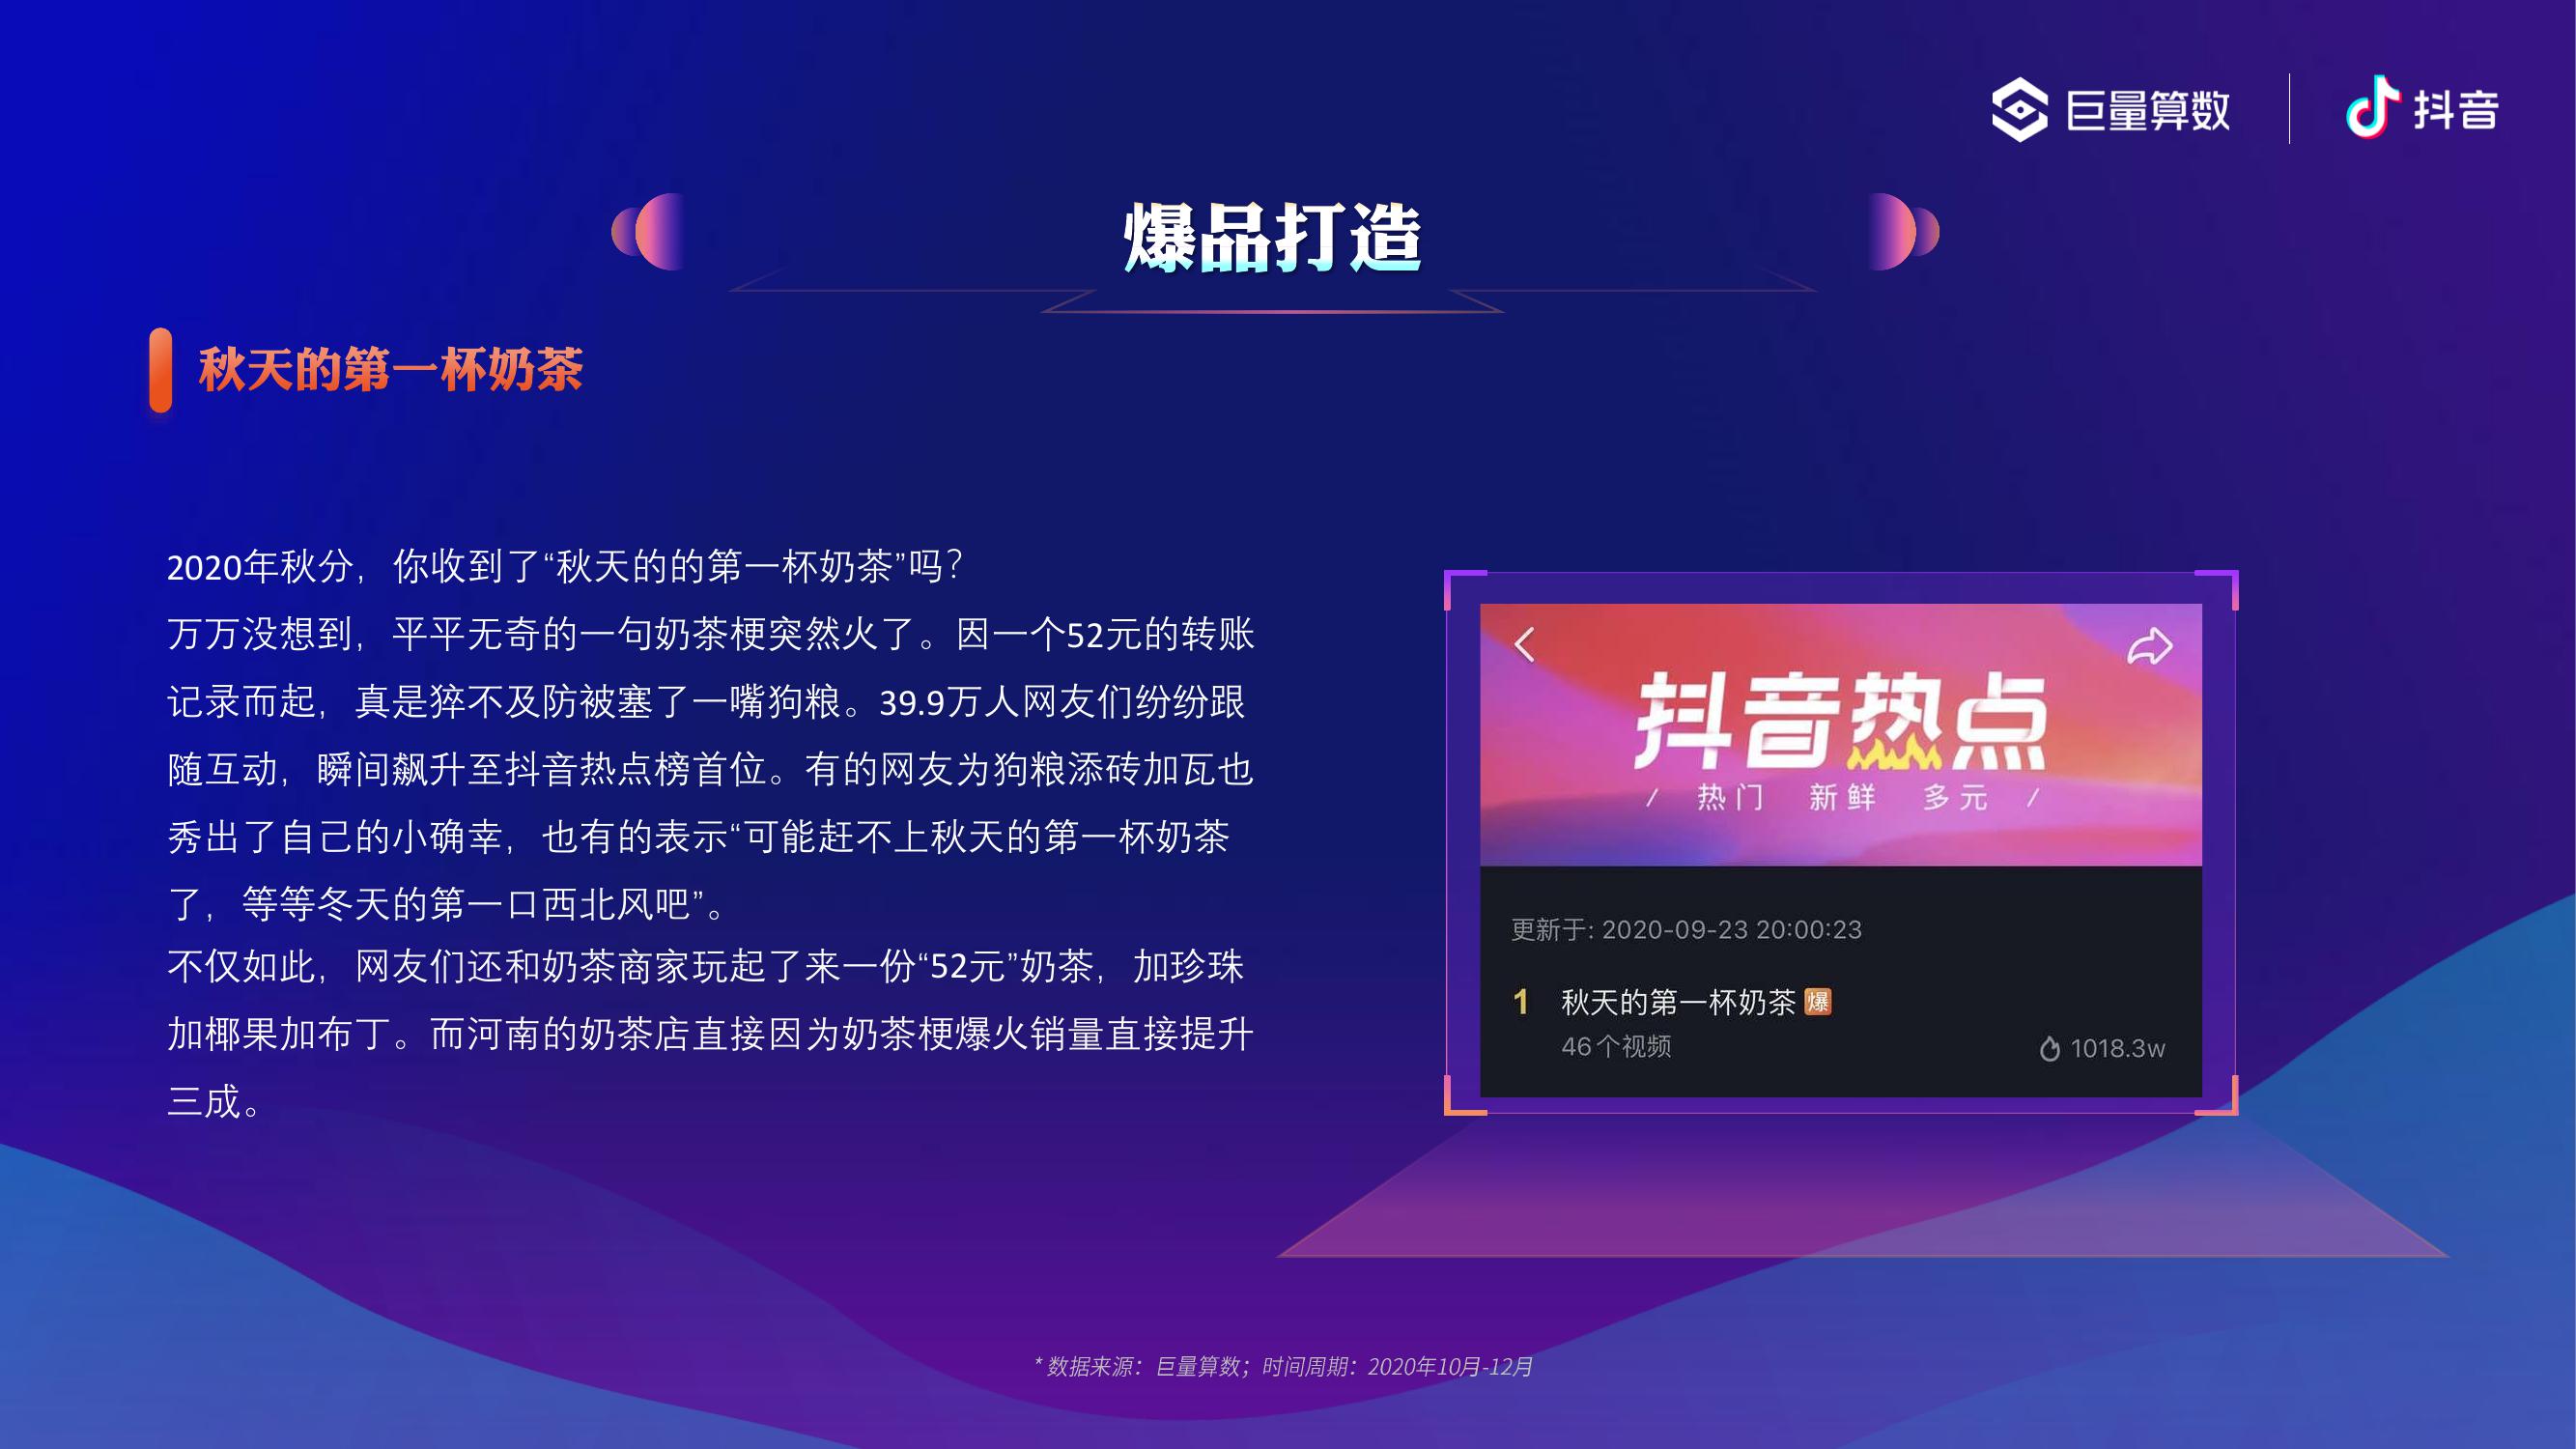 巨量算数
抖音
爆品打造
秋天的第一杯奶茶
2020年秋分，你收到了“秋天的的第一杯奶茶”吗？
万万没想到，平平无奇的一句奶茶梗突然火了。因一个52元的转账
记录而起，真是猝不及防被塞了一嘴狗粮。39.9万人网友们纷纷跟
随互动，瞬间飙升至抖音热点榜首位。有的网友为狗粮添砖加瓦也
秀出了自己的小确幸，也有的表示“可能赶不上秋天的第一杯奶茶
了，等等冬天的第一口西北风吧”。
不仅如此，网友们还和奶茶商家玩起了来一份“52元”奶茶，加珍珠
加椰果加布丁。而河南的奶茶店直接因为奶茶梗爆火销量直接提升
三成。
抖音热点
/ 热门 新鲜 多元 /
更新于: 2020-09-23 20:00:23
1 秋天的第一杯奶茶 爆
46个视频 1018.3w
* 数据来源：巨量算数；时间周期：2020年10月-12月